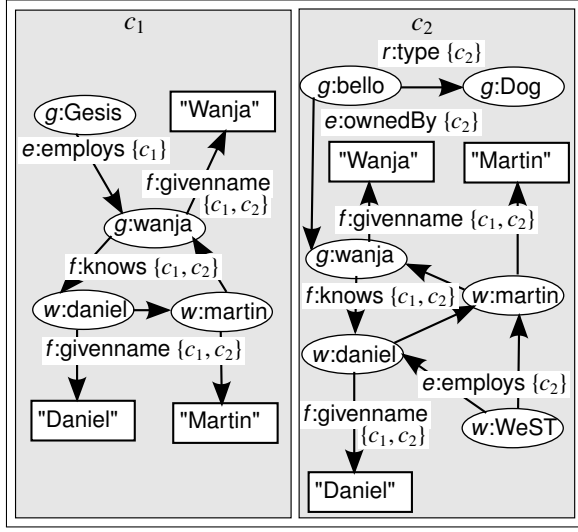 c₁
g:Gesis
"Wanja"
e:employs {c₁}
f:givenname
{c₁, c₂}
g:wanja
f:knows {c₁, c₂}
w:daniel
w:martin
f:givenname {c₁, c₂}
"Daniel"
"Martin"
c₂
r:type {c₂}
g:bello
g:Dog
e:ownedBy {c₂}
"Wanja"
"Martin"
f:givenname {c₁, c₂}
g:wanja
f:knows {c₁, c₂}
w:martin
w:daniel
e:employs {c₂}
f:givenname
{c₁, c₂}
w:WeST
"Daniel"